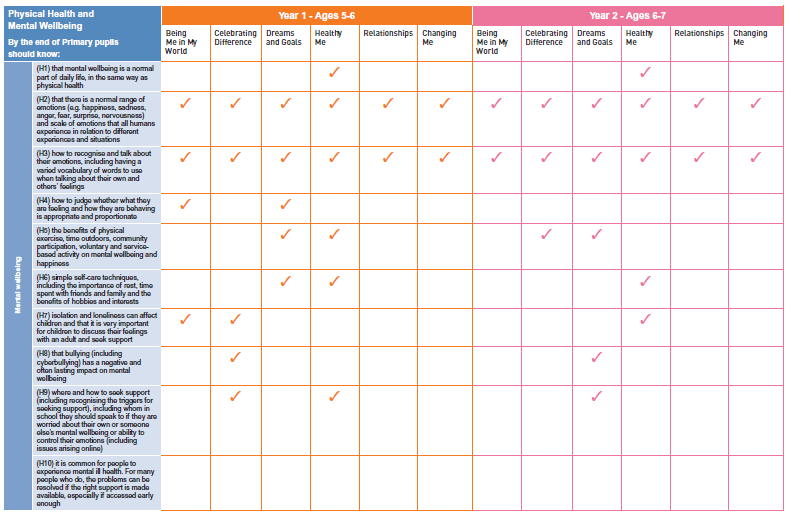 Physical Health and
Mental Wellbeing
By the end of Primary pupils
should know:
Year 1 - Ages 5-6
Year 2 - Ages 6-7
Being
Me in My
World
Celebrating
Difference
Dreams
and Goals
Healthy
Me
Relationships
Changing
Me
Being
Me in My
World
Celebrating
Difference
Dreams
and Goals
Healthy
Me
Relationships
Changing
Me
Mental wellbeing
(H1) that mental wellbeing is a normal
part of daily life, in the same way as
physical health
✓ ✓
(H2) that there is a normal range of
emotions (e.g. happiness, sadness,
anger, fear, surprise, nervousness)
and scale of emotions that all humans
experience in relation to different
experiences and situations
✓ ✓ ✓ ✓ ✓ ✓ ✓ ✓ ✓ ✓ ✓ ✓
(H3) how to recognise and talk about
their emotions, including having a
varied vocabulary of words to use
when talking about their own and
others' feelings
✓ ✓ ✓ ✓ ✓ ✓ ✓ ✓ ✓ ✓ ✓ ✓
(H4) how to judge whether what they
are feeling and how they are behaving
is appropriate and proportionate
✓ ✓
(H5) the benefits of physical
exercise, time outdoors, community
participation, voluntary and service-
based activity on mental wellbeing and
happiness
✓ ✓ ✓ ✓
(H6) simple self-care techniques,
including the importance of rest, time
spent with friends and family and the
benefits of hobbies and interests
✓ ✓ ✓
(H7) isolation and loneliness can affect
children and that it is very important
for children to discuss their feelings
with an adult and seek support
✓ ✓ ✓
(H8) that bullying (including
cyberbullying) has a negative and
often lasting impact on mental
wellbeing
✓ ✓
(H9) where and how to seek support
(including recognising the triggers for
seeking support), including whom in
school they should speak to if they are
worried about their own or someone
else's mental wellbeing or ability to
control their emotions (including
issues arising online)
✓ ✓ ✓
(H10) it is common for people to
experience mental ill health. For many
people who do, the problems can be
resolved if the right support is made
available, especially if accessed early
enough